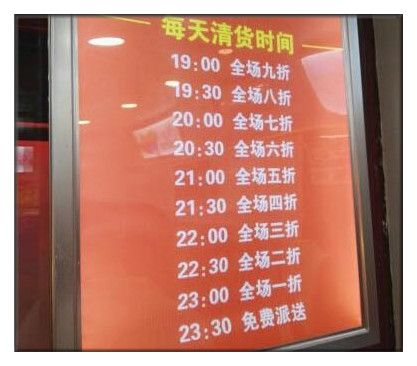 每天清货时间
19:00 全场九折
19:30 全场八折
20:00 全场七折
20:30 全场六折
21:00 全场五折
21:30 全场四折
22:00 全场三折
22:30 全场二折
23:00 全场一折
23:30 免费派送